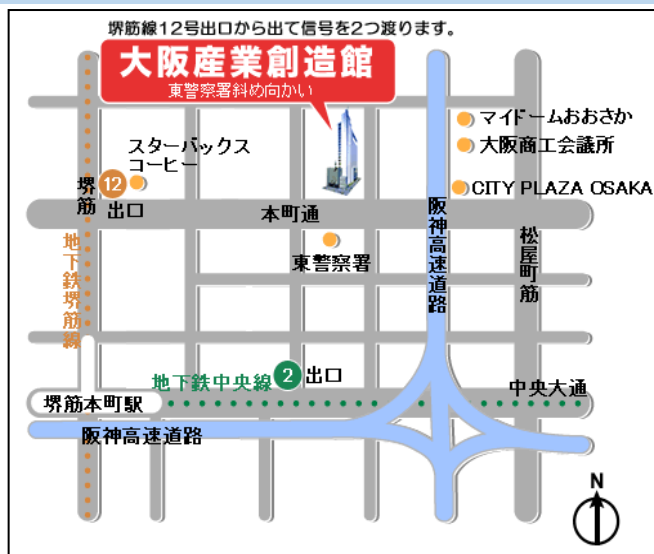 堺筋線12号出口から出て信号を2つ渡ります。
大阪産業創造館
東警察署斜め向かい
マイドームおおさか
大阪商工会議所
スターバックス
コーヒー
堺筋
12
出口
CITY PLAZA OSAKA
本町通
阪神高速道路
松屋町筋
東警察署
地下鉄堺筋線
地下鉄中央線
2
出口
中央大通
堺筋本町駅
阪神高速道路
N